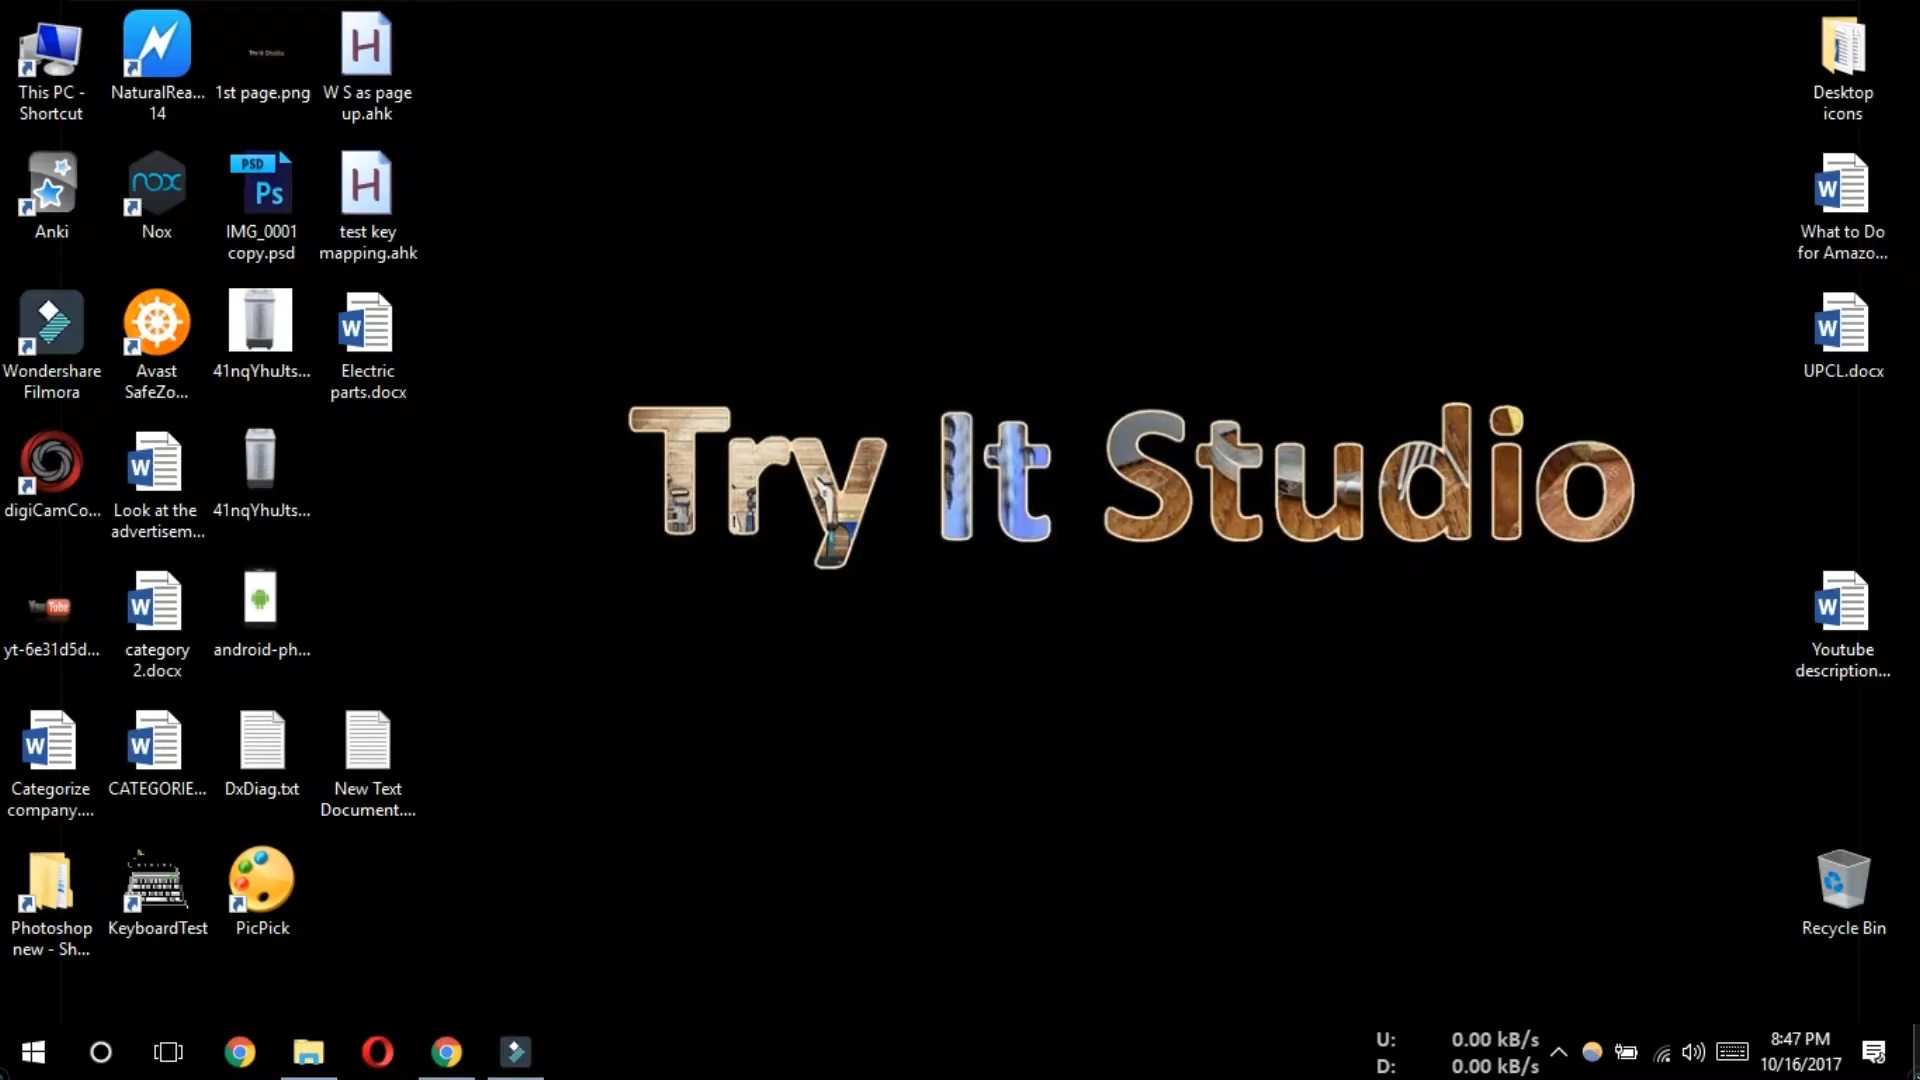 This PC -
Shortcut
NaturalRea...
14
1st page.png
W S as page
up.ahk
Desktop
icons
Anki
nox
Nox
PSD
Ps
IMG_0001
copy.psd
test key
mapping.ahk
What to Do
for Amazo...
Wondershare
Filmora
Avast
SafeZo...
41nqYhuJts...
Electric
parts.docx
UPCL.docx
Try It Studio
digiCamCo...
Look at the
advertisem...
41nqYhuJts...
You Tube
yt-6e31d5d...
category
2.docx
android-ph...
Youtube
description...
Categorize
company....
CATEGORIE...
DxDiag.txt
New Text
Document....
Photoshop
new - Sh...
KeyboardTest
PicPick
Recycle Bin
U: 0.00 kB/s
D: 0.00 kB/s
8:47 PM
10/16/2017